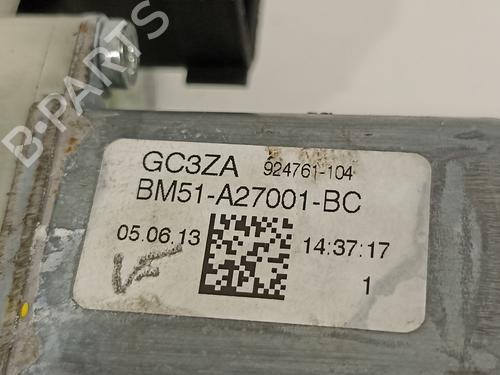 B-PARTS
GC3ZA 924761-104
BM51-A27001-BC
05.06.13 14:37:17
1